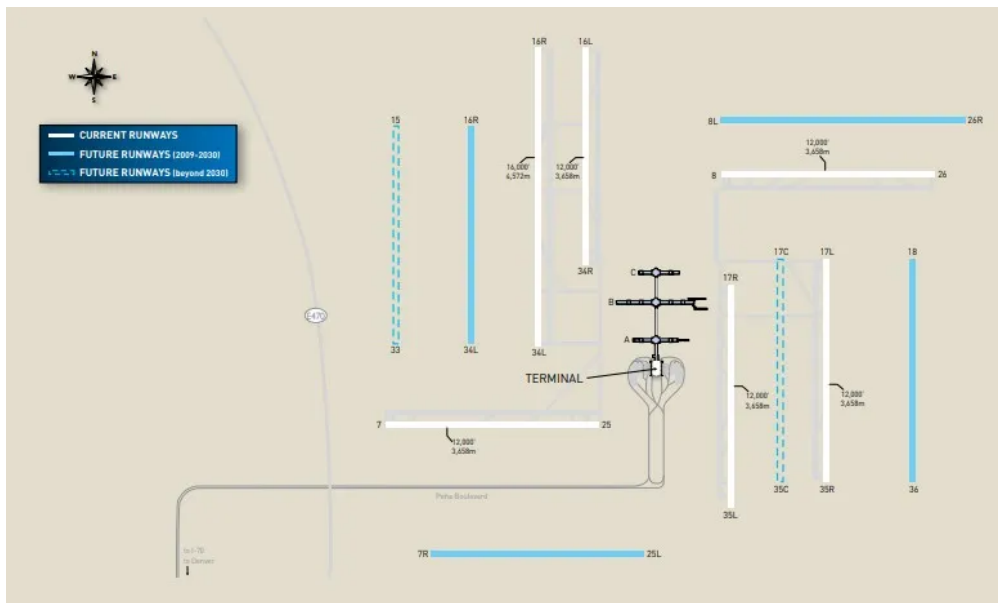 N
W E
S
CURRENT RUNWAYS
FUTURE RUNWAYS (2009-2030)
FUTURE RUNWAYS (beyond 2030)
16R
16L
15
16R
8L
26R
12,000'
3,658m
16,000'
4,572m
12,000'
3,658m
8
26
17C
17L
18
34R
C
17R
B
E-470
A
33
34L
34L
TERMINAL
12,000'
3,658m
12,000'
3,658m
7
25
12,000'
3,658m
35C
35R
36
Peña Boulevard
35L
7R
25L
to I-70
to Denver